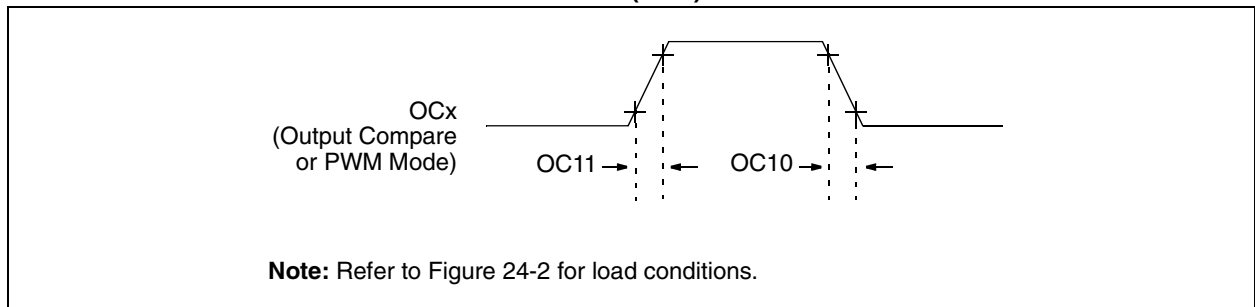 OCx
(Output Compare
or PWM Mode)
OC11
OC10
Note: Refer to Figure 24-2 for load conditions.